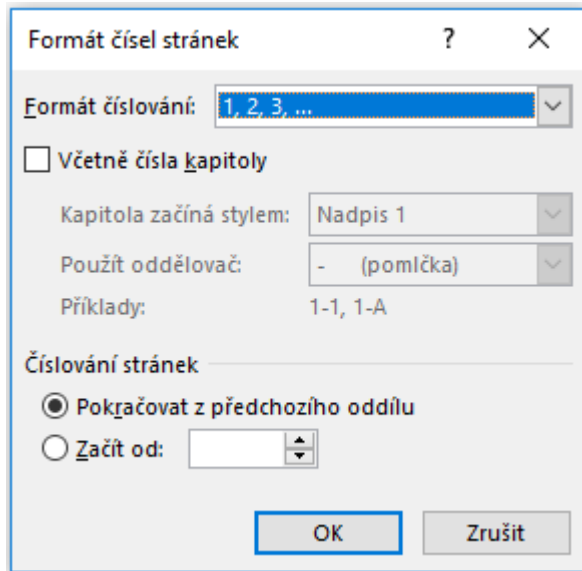 Formát čísel stránek ?
Formát číslování: 1, 2, 3, ...
Včetně čísla kapitoly
Kapitola začíná stylem: Nadpis 1
Použít oddělovač: - (pomlčka)
Příklady: 1-1, 1-A
Číslování stránek
Pokračovat z předchozího oddílu
Začít od:
OK Zrušit